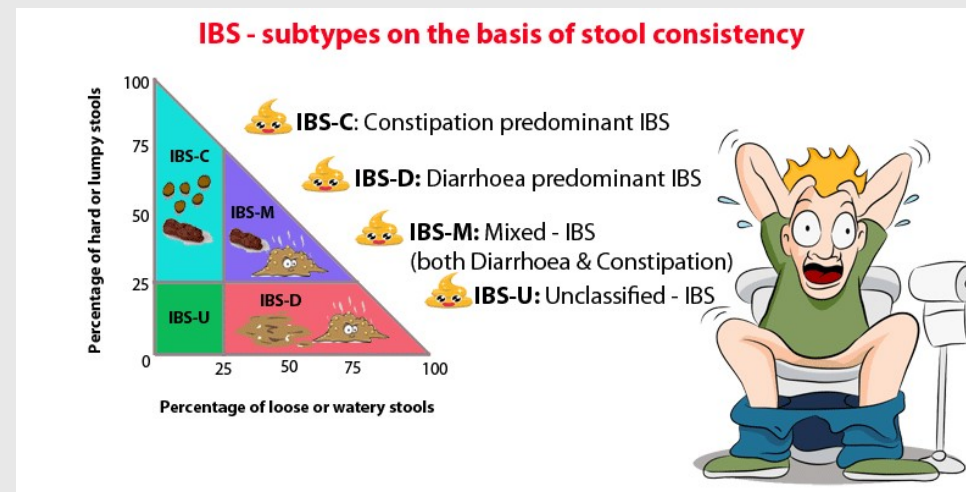 IBS - subtypes on the basis of stool consistency
Percentage of hard or lumpy stools
100
75
50
25
0
IBS-C
IBS-M
IBS-U
IBS-D
25
50
75
100
Percentage of loose or watery stools
IBS-C: Constipation predominant IBS
IBS-D: Diarrhoea predominant IBS
IBS-M: Mixed - IBS
(both Diarrhoea & Constipation)
IBS-U: Unclassified - IBS